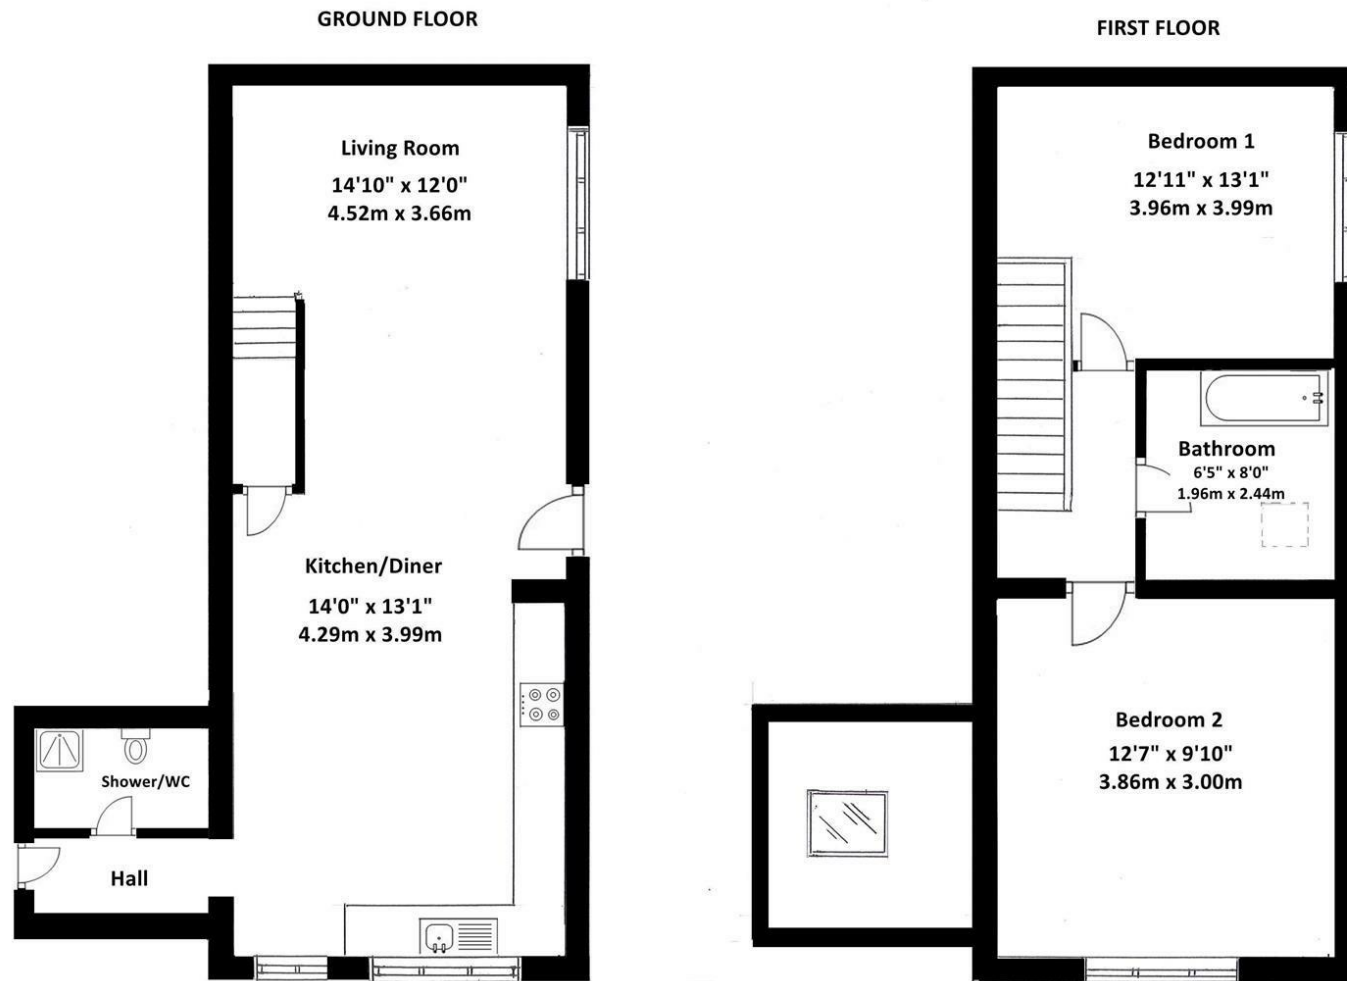 GROUND FLOOR
Living Room
14'10" x 12'0"
4.52m x 3.66m
Kitchen/Diner
14'0" x 13'1"
4.29m x 3.99m
Shower/WC
Hall
FIRST FLOOR
Bedroom 1
12'11" x 13'1"
3.96m x 3.99m
Bathroom
6'5" x 8'0"
1.96m x 2.44m
Bedroom 2
12'7" x 9'10"
3.86m x 3.00m